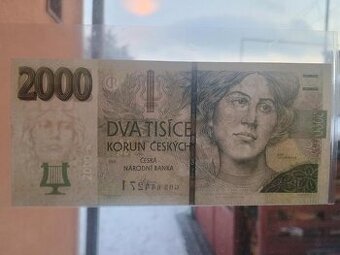 2000
DVA TISÍCE
KORUN ČESKÝCH
ČESKÁ
NÁRODNÍ BANKA